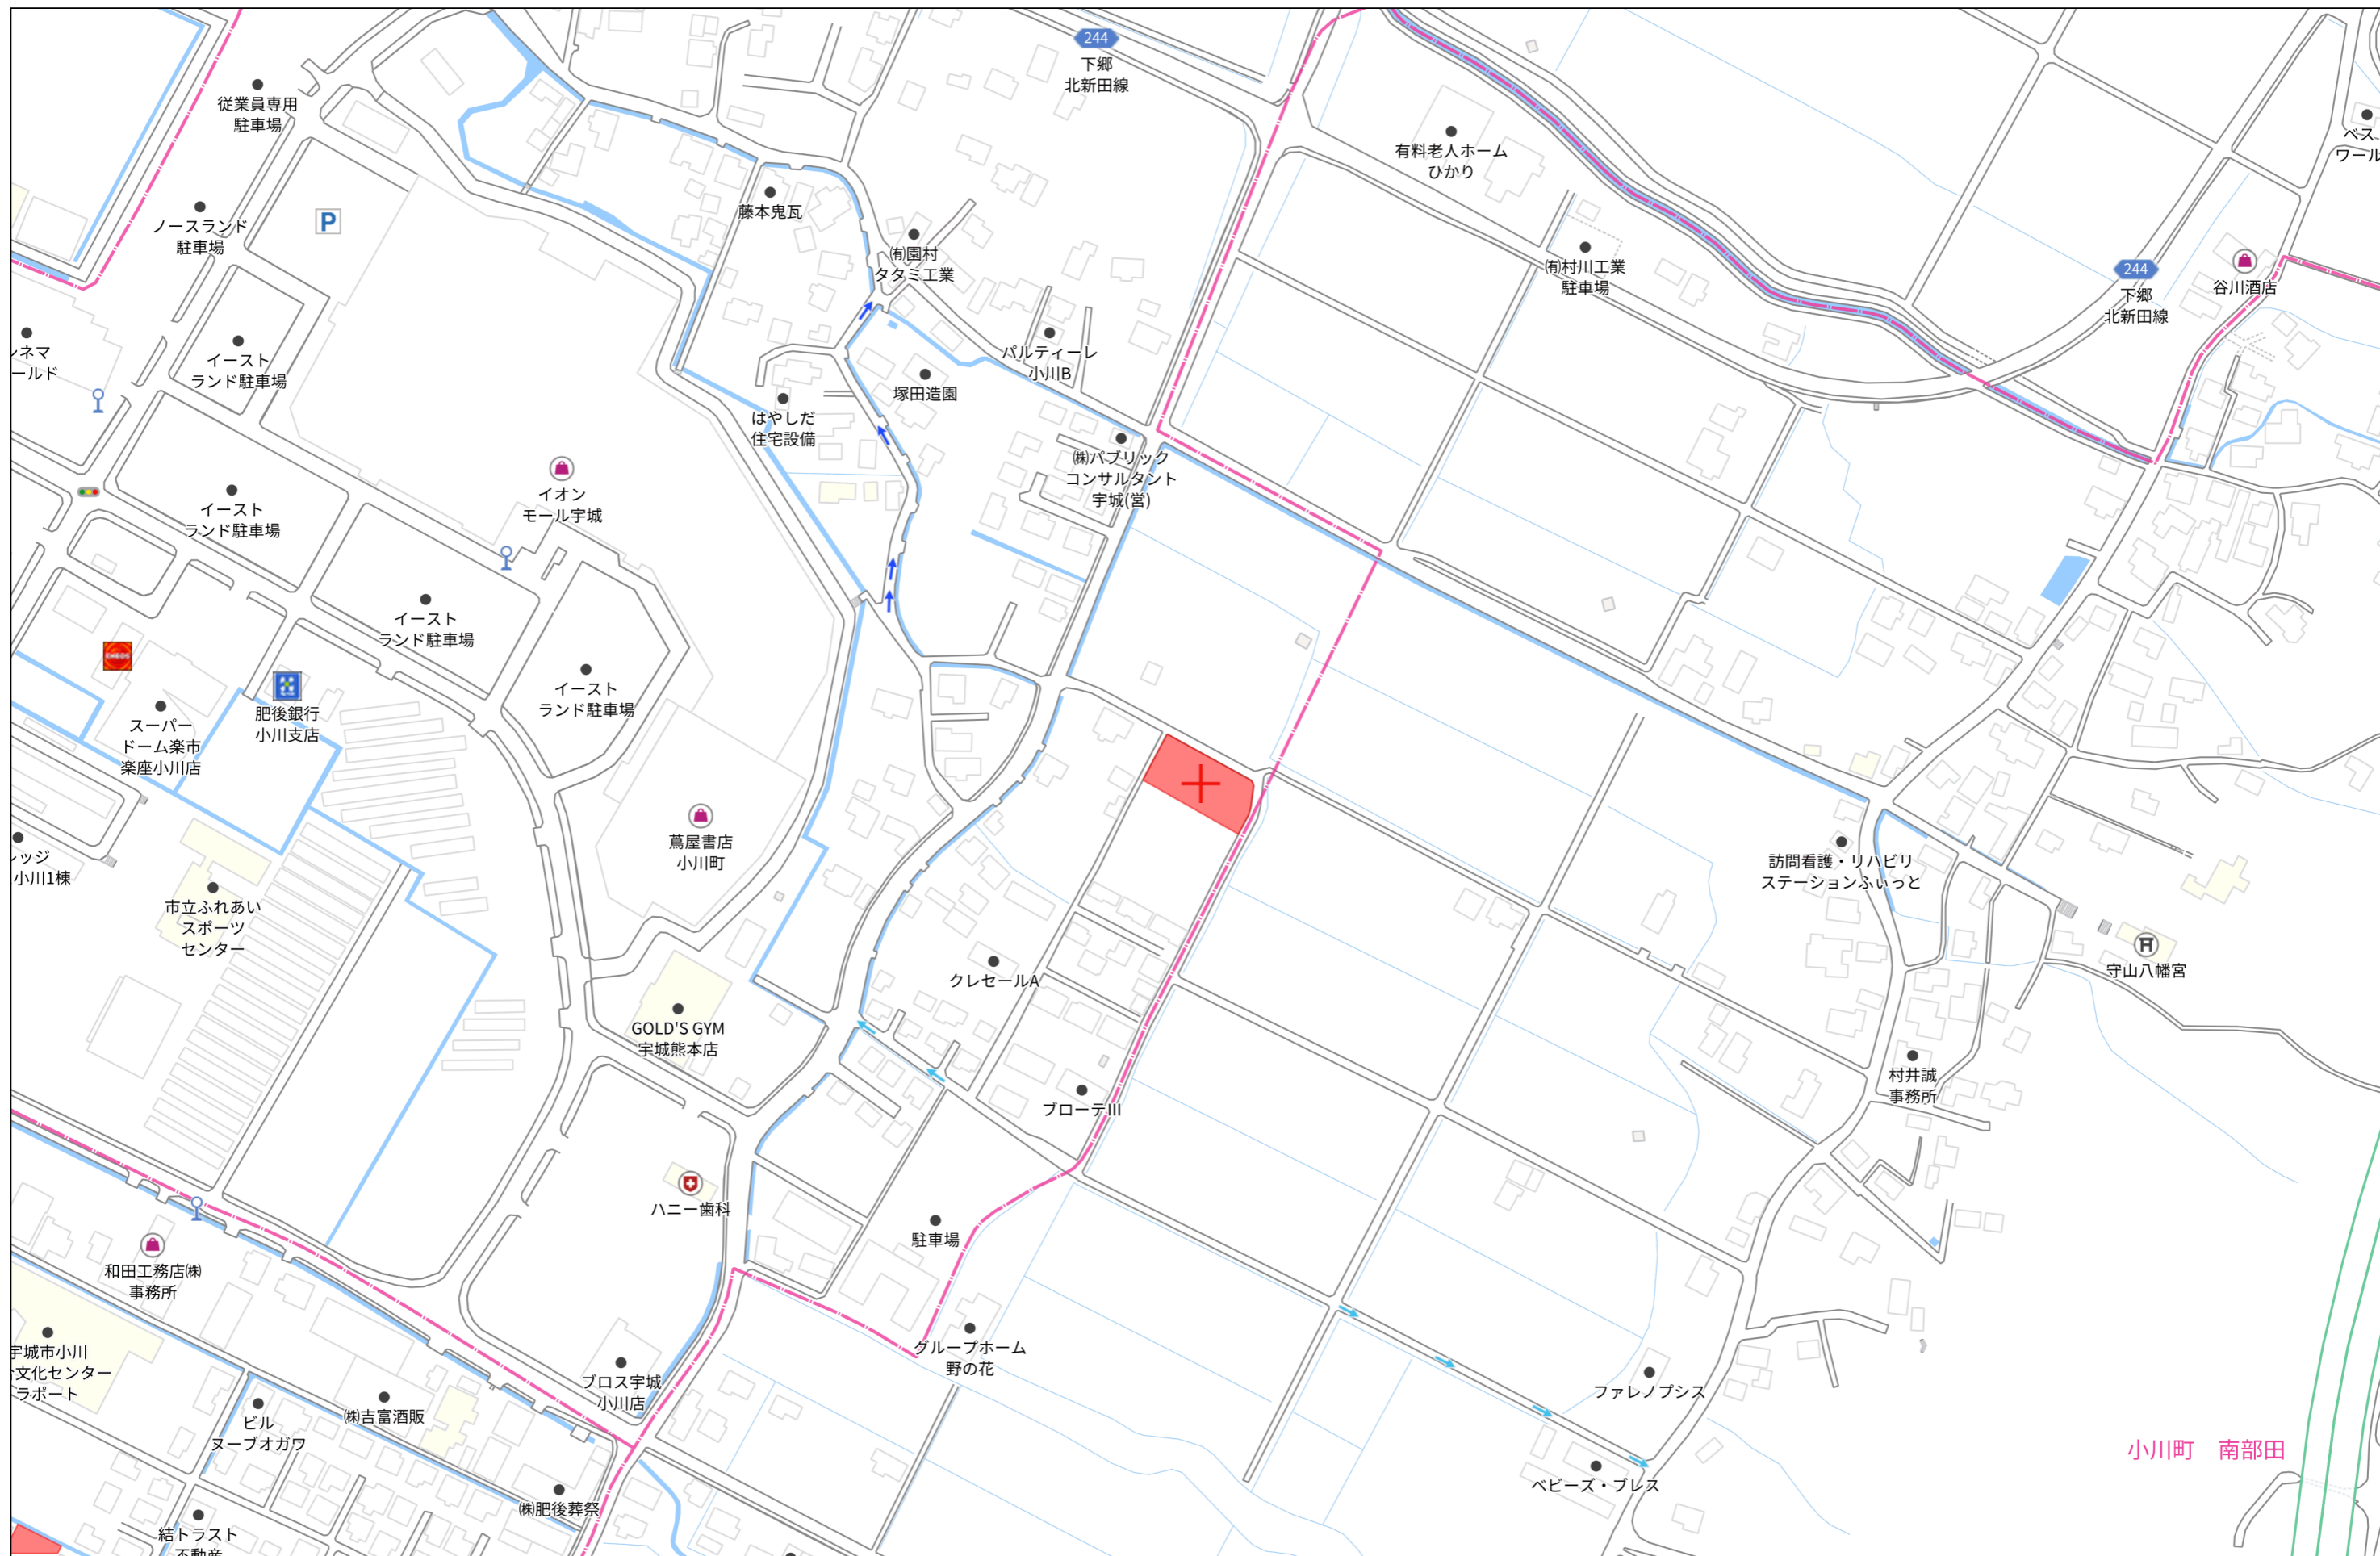 244
下郷
北新田線
従業員専用
駐車場
P
ノースランド
駐車場
藤本鬼瓦
㈲園村
タタミ工業
有料老人ホーム
ひかり
㈲村川工業
駐車場
244
下郷
北新田線
谷川酒店
ベス
ワール
ネマ
ールド
イースト
ランド駐車場
パルティーレ
小川B
塚田造園
はやしだ
住宅設備
㈱パブリック
コンサルタント
宇城(営)
イオン
モール宇城
イースト
ランド駐車場
イースト
ランド駐車場
イースト
ランド駐車場
ENEOS
肥後銀行
小川支店
スーパー
ドーム楽市
楽座小川店
蔦屋書店
小川町
ッジ
小川1棟
市立ふれあい
スポーツ
センター
訪問看護・リハビリ
ステーションふぃっと
守山八幡宮
クレセールA
GOLD'S GYM
宇城熊本店
ブローテIII
村井誠
事務所
ハニー歯科
駐車場
和田工務店㈱
事務所
宇城市小川
文化センター
ラポート
グループホーム
野の花
ブロス宇城
小川店
㈱吉富酒販
ビル
ヌーブオガワ
ファレノプシス
ベビーズ・ブレス
小川町　南部田
㈱肥後葬祭
結トラスト
不動産